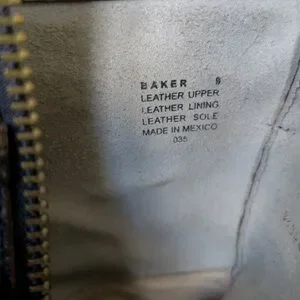 BAKER 8
LEATHER UPPER
LEATHER LINING
LEATHER SOLE
MADE IN MEXICO
035